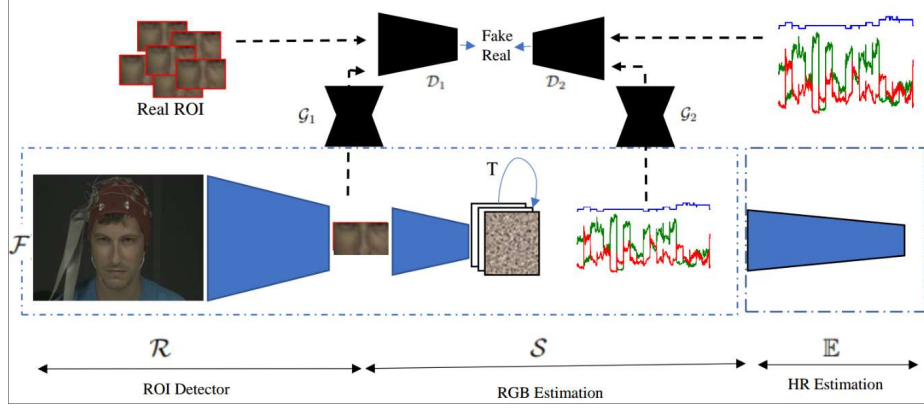 Fake
Real
𝒟₁
𝒟₂
Real ROI
𝒢₁
𝒢₂
T
ℱ
ℛ
𝒮
𝔼
ROI Detector
RGB Estimation
HR Estimation